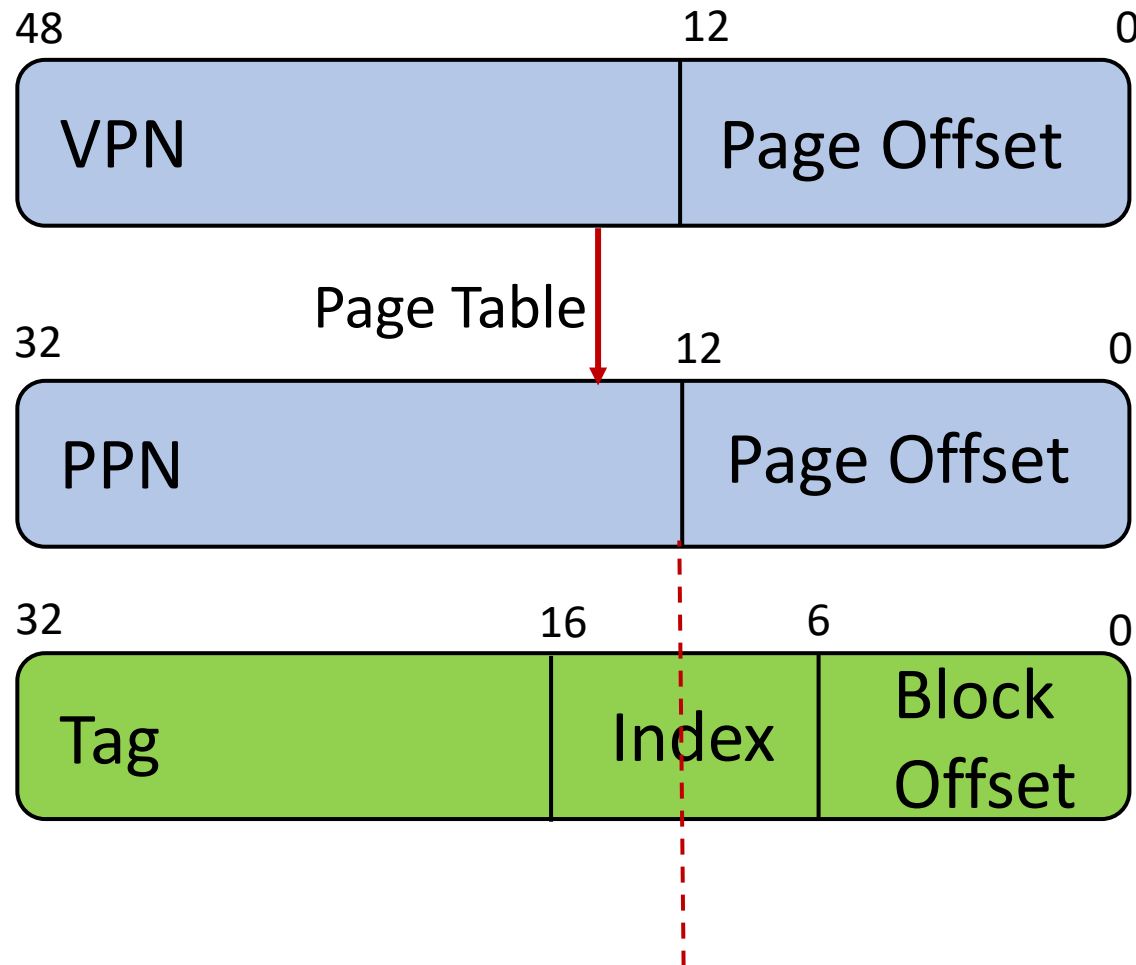 48 12 0
VPN Page Offset
Page Table
32 12 0
PPN Page Offset
32 16 6 0
Tag Index Block
Offset